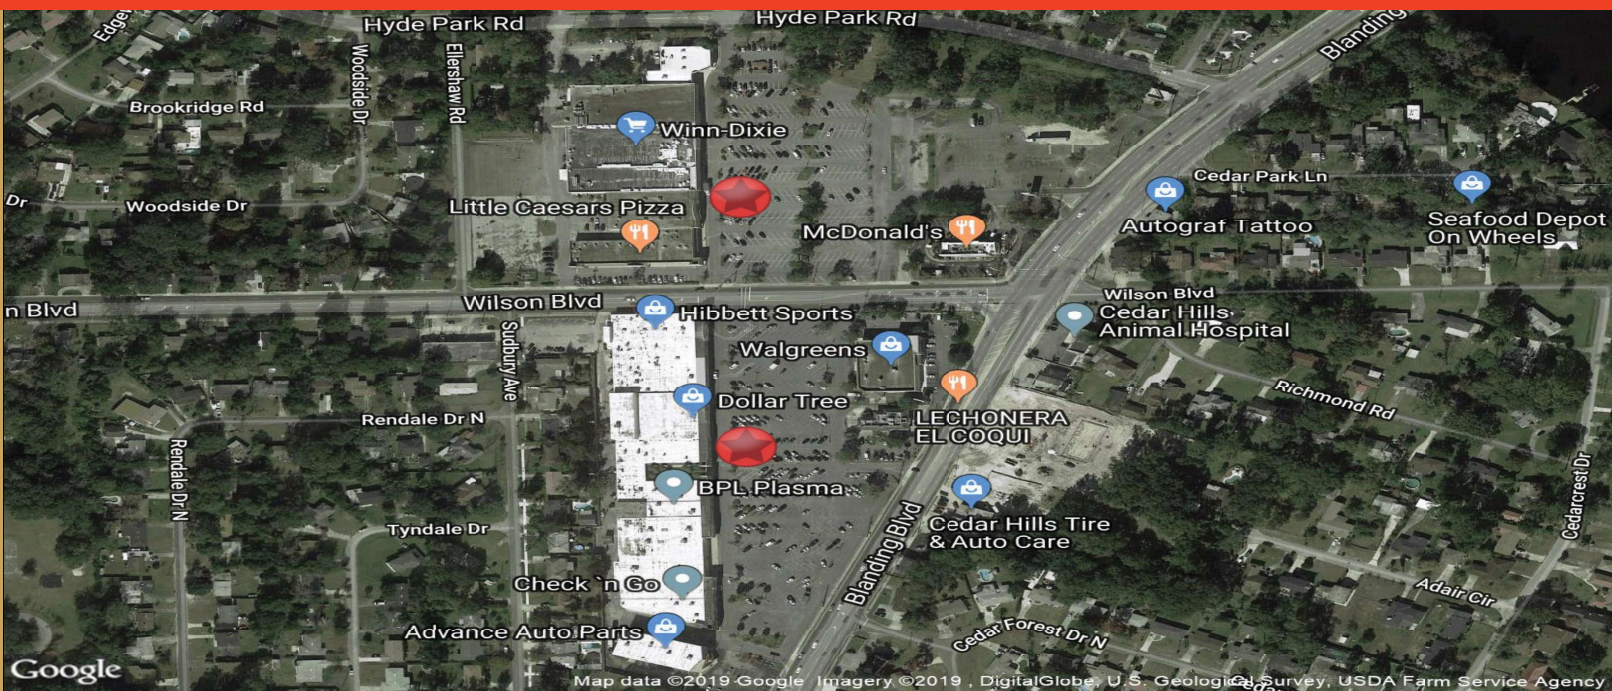 Hyde Park Rd
Hyde Park Rd
Blanding
Woodside Dr
Ellershaw Rd
Brookridge Rd
Winn-Dixie
Cedar Park Ln
Dr
Woodside Dr
Little Caesars Pizza
McDonald's
Autograf Tattoo
Seafood Depot
On Wheels
n Blvd
Wilson Blvd
Hibbett Sports
Wilson Blvd
Cedar Hills
Animal Hospital
Walgreens
Sudbury Ave
Dollar Tree
Richmond Rd
Rendale Dr N
LECHONERA
EL COQUI
Rendale Dr N
BPL Plasma
Cedarcrest Dr
Tyndale Dr
Cedar Hills Tire
& Auto Care
Blanding Blvd
Check `n Go
Adair Cir
Advance Auto Parts
Cedar Forest Dr N
Google
Map data ©2019 Google Imagery ©2019 , DigitalGlobe, U.S. Geological Survey, USDA Farm Service Agency